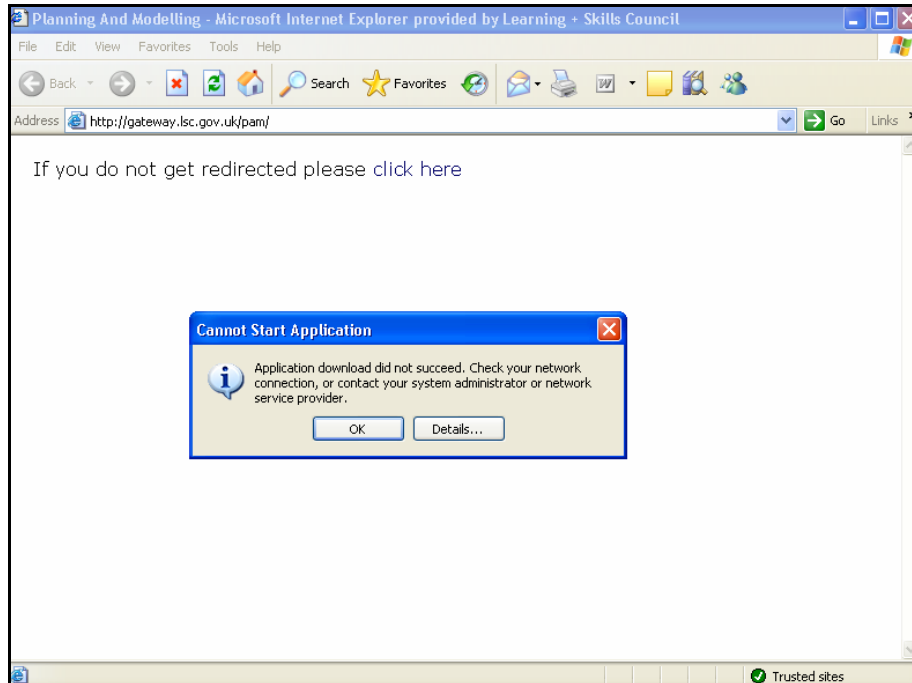 Planning And Modelling - Microsoft Internet Explorer provided by Learning + Skills Council
File Edit View Favorites Tools Help
Back Search Favorites W
Address http://gateway.lsc.gov.uk/pam/ Go Links
If you do not get redirected please click here
Cannot Start Application
Application download did not succeed. Check your network
connection, or contact your system administrator or network
service provider.
OK Details...
Trusted sites